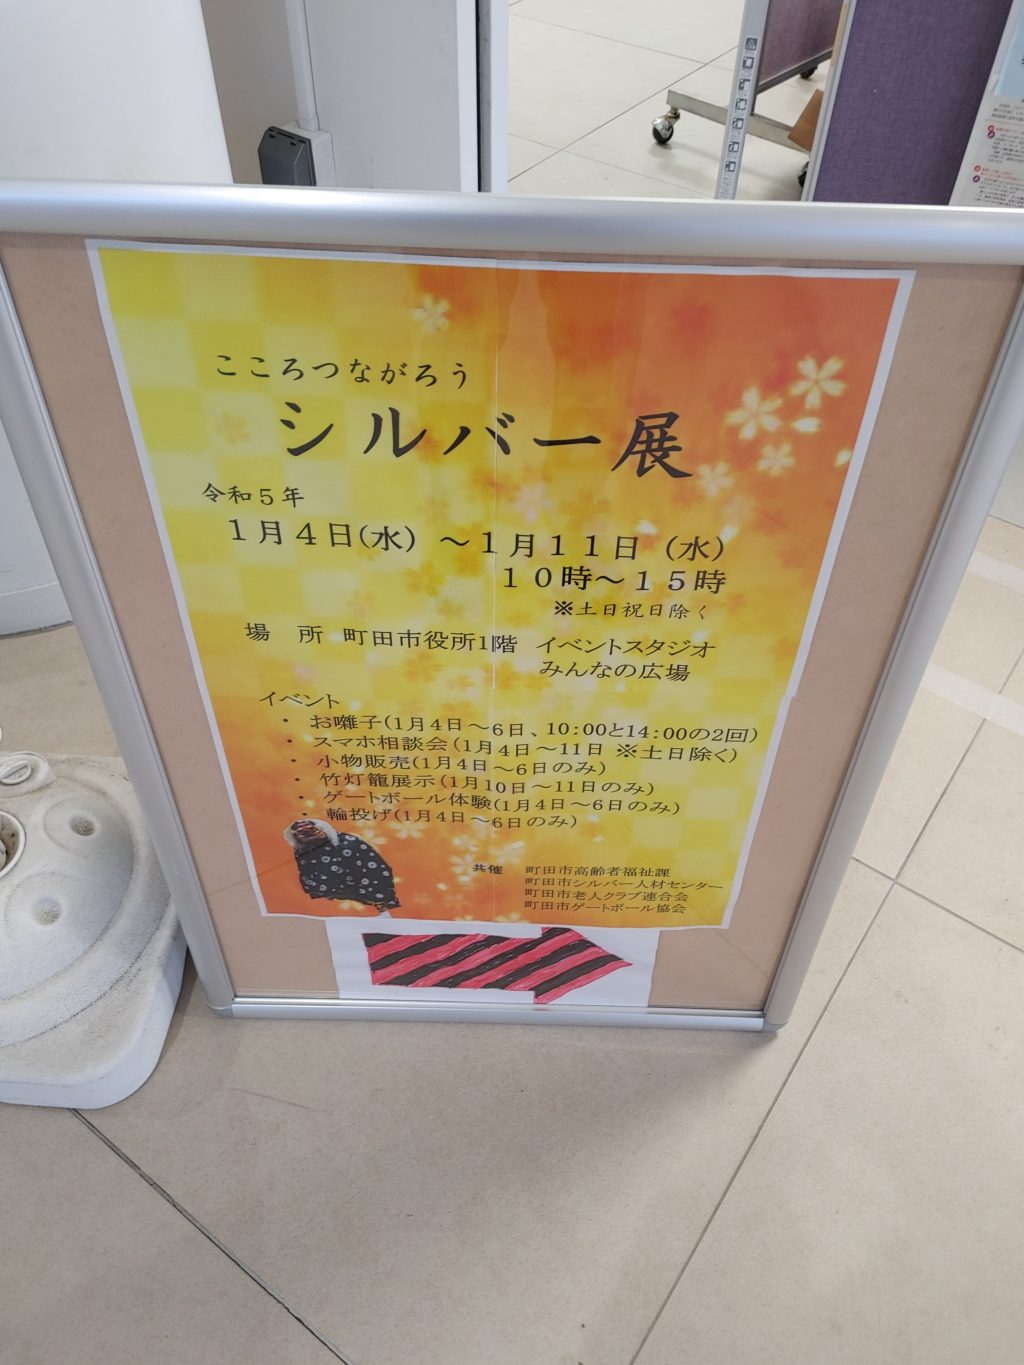 こころつながろう
シルバー展
令和5年
1月4日(水) ～1月11日 (水)
10時～15時
※土日祝日除く
場 所 町田市役所1階 イベントスタジオ
みんなの広場
イベント
・ お囃子(1月4日～6日、10:00と14:00の2回)
・ スマホ相談会(1月4日～11日 ※土日除く)
・ 小物販売(1月4日～6日のみ)
・ 竹灯籠展示(1月10日～11日のみ)
・ ゲートボール体験(1月4日～6日のみ)
・ 輪投げ(1月4日～6日のみ)
共催 町田市高齢者福祉課
町田市シルバー人材センター
町田市老人クラブ連合会
町田市ゲートボール協会